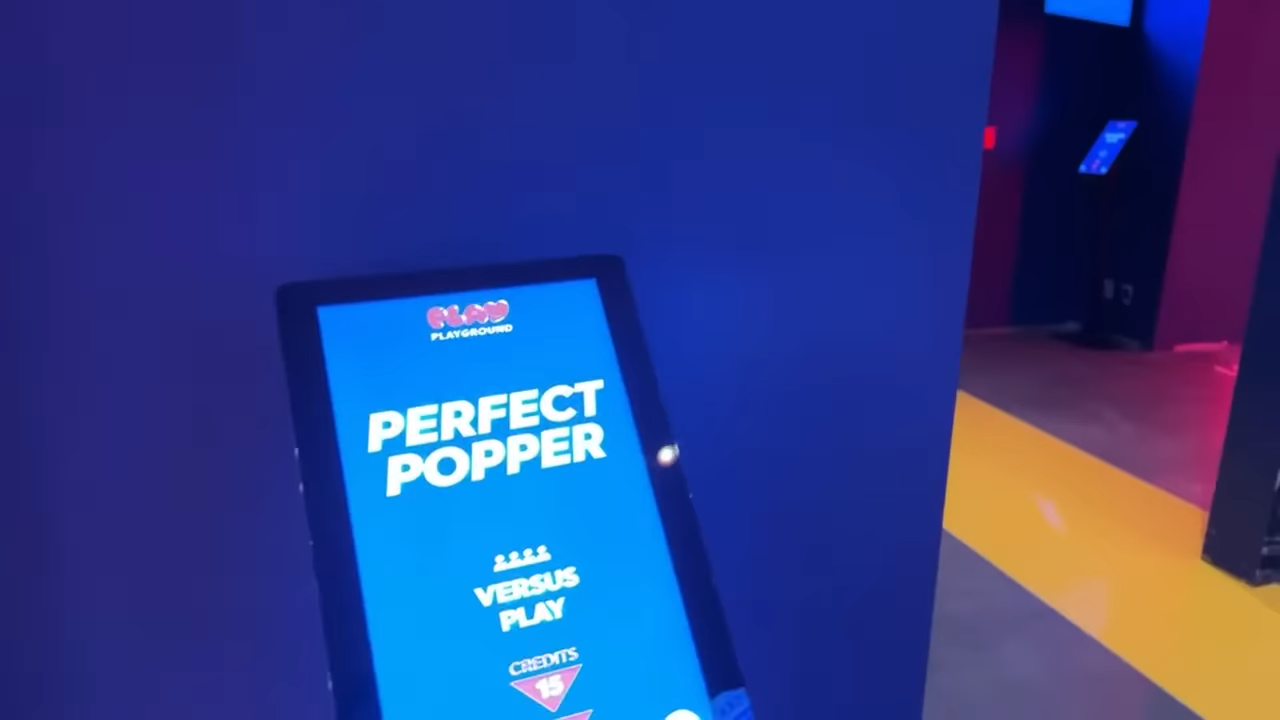 PLAY
PLAYGROUND
PERFECT
POPPER
VERSUS
PLAY
CREDITS
15